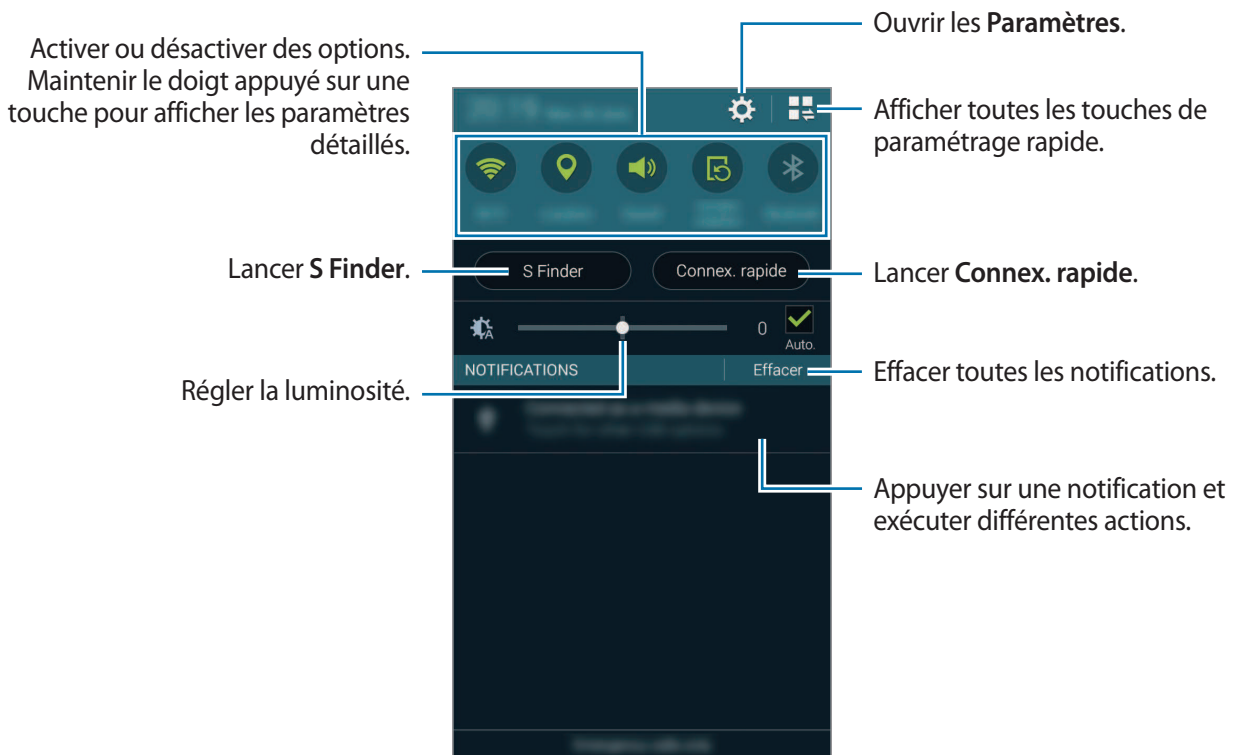 Ouvrir les Paramètres.
Activer ou désactiver des options.
Maintenir le doigt appuyé sur une
touche pour afficher les paramètres
détaillés.
Afficher toutes les touches de
paramétrage rapide.
Lancer S Finder.
S Finder
Connex. rapide
Lancer Connex. rapide.
0
Auto.
NOTIFICATIONS
Effacer
Effacer toutes les notifications.
Régler la luminosité.
Appuyer sur une notification et
exécuter différentes actions.